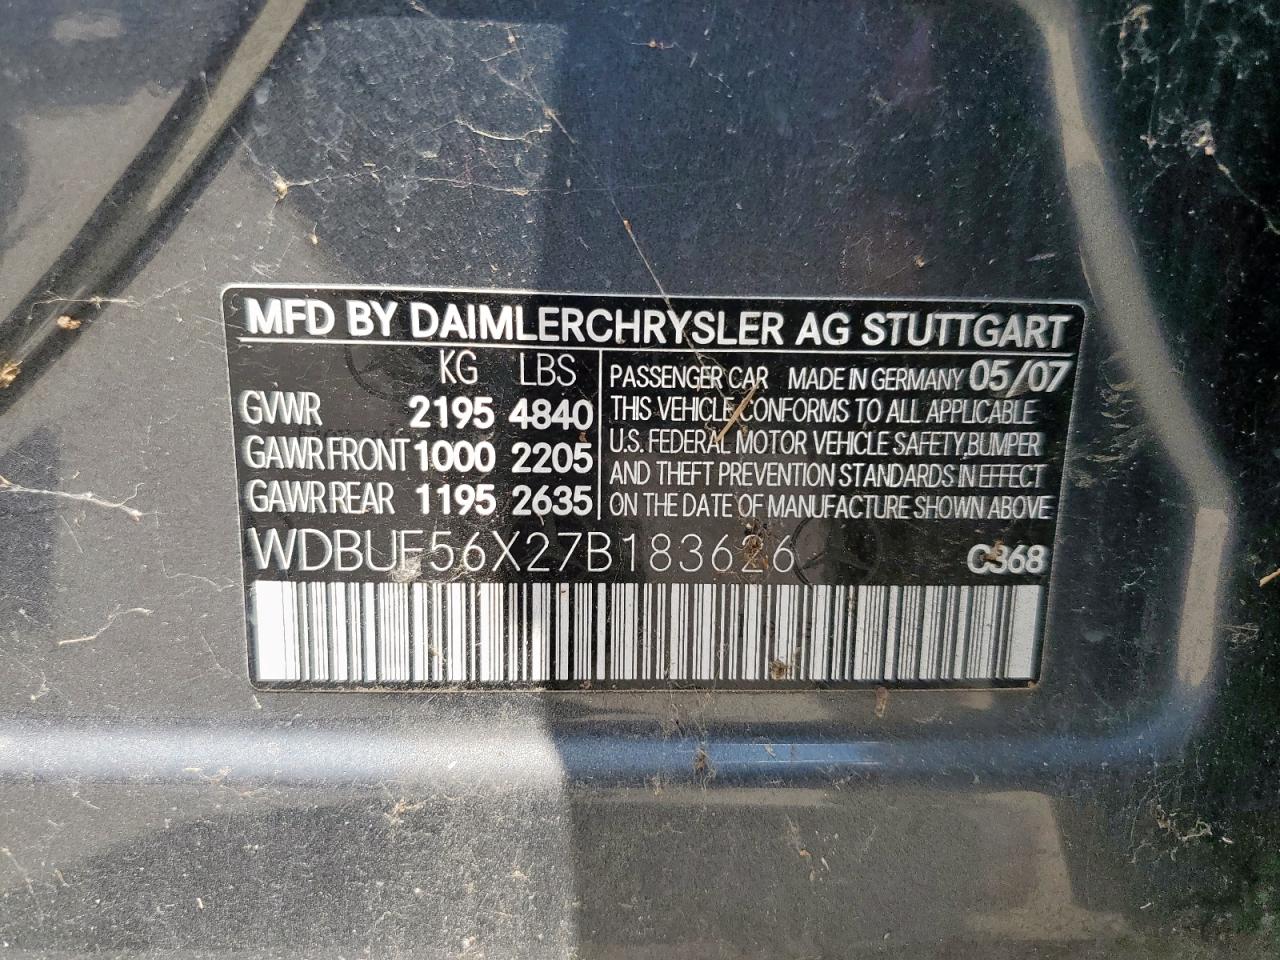 MFD BY DAIMLERCHRYSLER AG STUTTGART
KG LBS
GVWR 2195 4840
GAWR FRONT 1000 2205
GAWR REAR 1195 2635
PASSENGER CAR MADE IN GERMANY 05/07
THIS VEHICLE CONFORMS TO ALL APPLICABLE
U.S. FEDERAL MOTOR VEHICLE SAFETY,BUMPER
AND THEFT PREVENTION STANDARDS IN EFFECT
ON THE DATE OF MANUFACTURE SHOWN ABOVE
WDBUF56X27B183626 C368